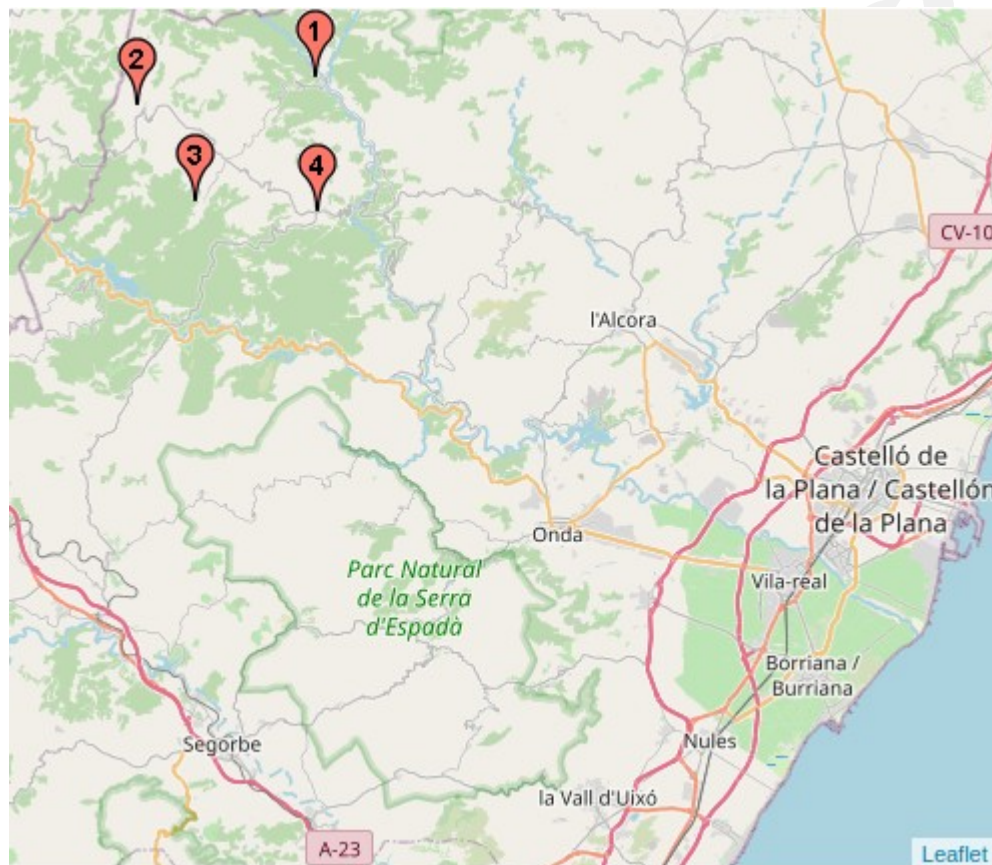 1
2
3
4
CV-10
l'Alcora
Castelló de
la Plana / Castellón
de la Plana
Onda
Parc Natural
de la Serra
d'Espadà
Vila-real
Borriana /
Burriana
Segorbe
Nules
la Vall d'Uixó
A-23
Leaflet